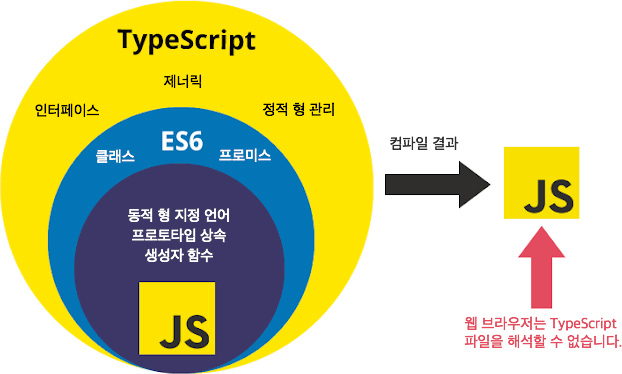 TypeScript
제너릭
인터페이스
정적 형 관리
ES6
클래스
프로미스
동적 형 지정 언어
프로토타입 상속
생성자 함수
JS
컴파일 결과
JS
웹 브라우저는 TypeScript
파일을 해석할 수 없습니다.